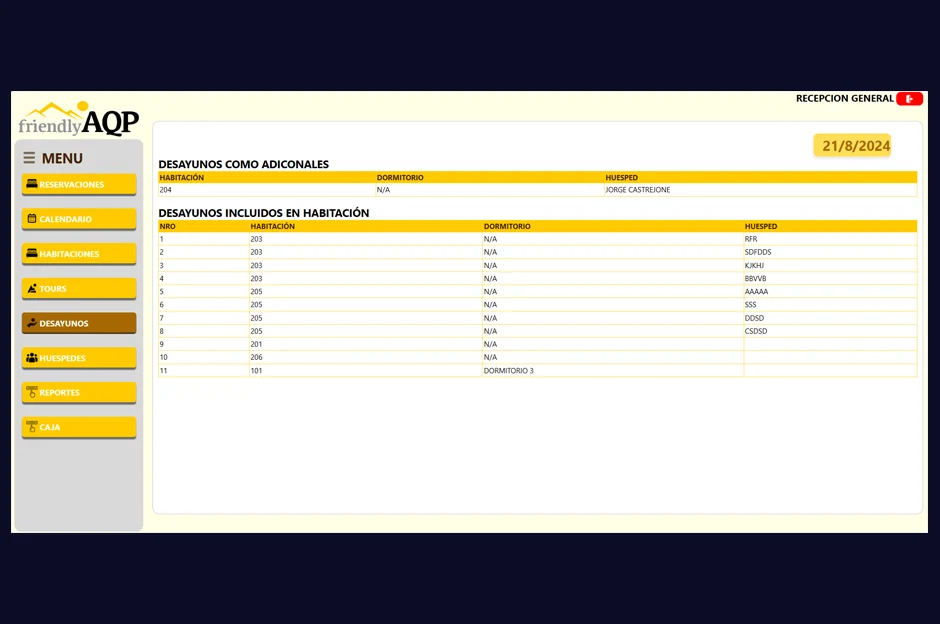 RECEPCION GENERAL
friendlyAQP
MENU
RESERVACIONES
CALENDARIO
HABITACIONES
TOURS
DESAYUNOS
HUESPEDES
REPORTES
CAJA
21/8/2024
DESAYUNOS COMO ADICIONALES
HABITACIÓN DORMITORIO HUESPED
204 N/A JORGE CASTREJONE
DESAYUNOS INCLUIDOS EN HABITACIÓN
NRO HABITACIÓN DORMITORIO HUESPED
1 203 N/A RFR
2 203 N/A SDFDDS
3 203 N/A KJKHJ
4 203 N/A BBVVB
5 205 N/A AAAAA
6 205 N/A SSS
7 205 N/A DDSD
8 205 N/A CSDSD
9 201 N/A
10 206 N/A
11 101 DORMITORIO 3